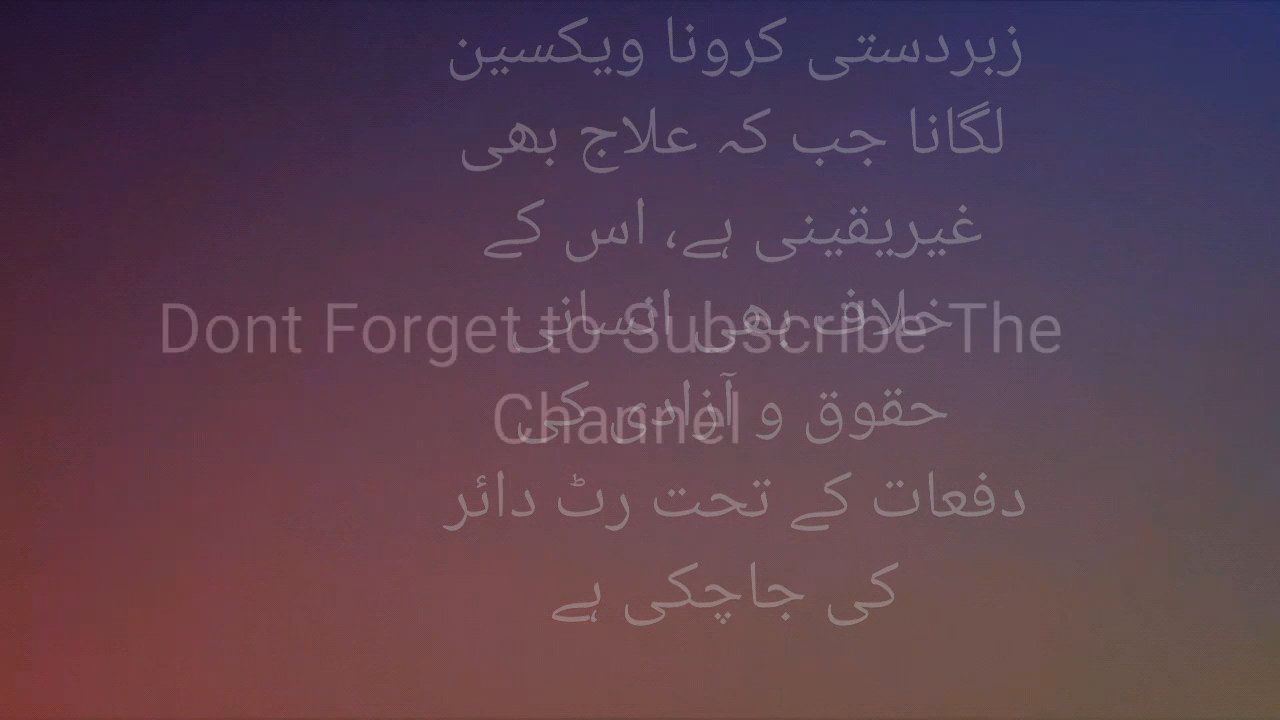 زبردستی کرونا ویکسین
لگانا جب کہ علاج بھی
غیریقینی ہے، اس کے
خلاف بھی انسانی
حقوق و آزادی کی
دفعات کے تحت رٹ دائر
کی جاچکی ہے
Dont Forget to Subscribe The
Channel